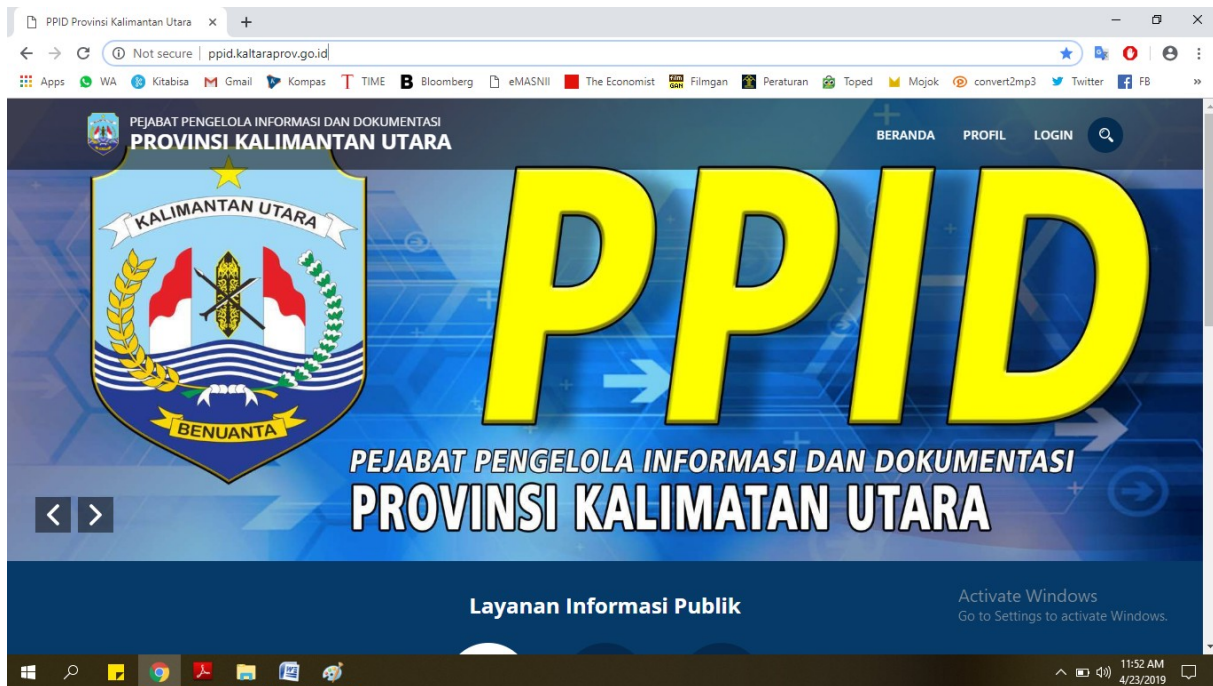 PPID Provinsi Kalimantan Utara
Not secure | ppid.kaltaraprov.go.id
Apps WA Kitabisa Gmail Kompas TIME Bloomberg eMASNII The Economist Filmgan Peraturan Toped Mojok convert2mp3 Twitter FB »
PEJABAT PENGELOLA INFORMASI DAN DOKUMENTASI
PROVINSI KALIMANTAN UTARA
BERANDA PROFIL LOGIN
KALIMANTAN UTARA
BENUANTA
PPID
PEJABAT PENGELOLA INFORMASI DAN DOKUMENTASI
PROVINSI KALIMATAN UTARA
Layanan Informasi Publik
Activate Windows
Go to Settings to activate Windows.
11:52 AM
4/23/2019